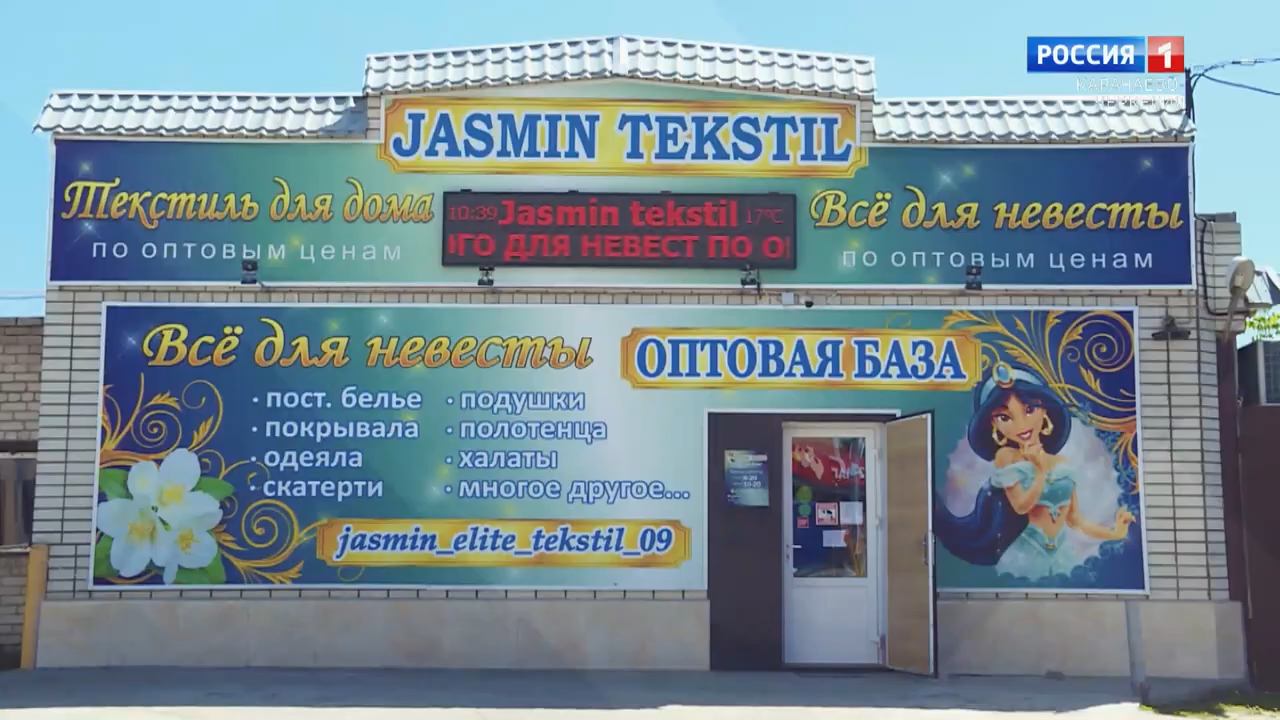 РОССИЯ 1
КАРАЧАЕВО
JASMIN TEKSTIL
Текстиль для дома
по оптовым ценам
10:39 Jasmin tekstil 17°C
ОГО ДЛЯ НЕВЕСТ ПО О
Всё для невесты
по оптовым ценам
Всё для невесты
· пост. белье
· покрывала
· одеяла
· скатерти
· подушки
· полотенца
· халаты
· многое другое...
jasmin_elite_tekstil_09
ОПТОВАЯ БАЗА